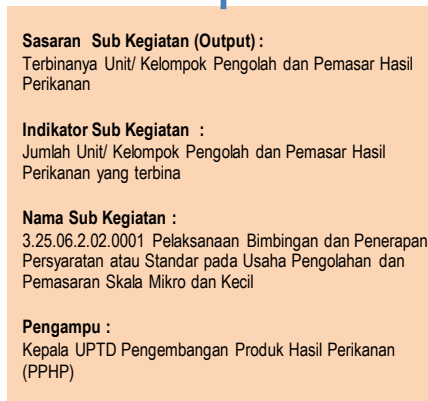 Sasaran Sub Kegiatan (Output) :
Terbinanya Unit/ Kelompok Pengolah dan Pemasar Hasil
Perikanan
Indikator Sub Kegiatan :
Jumlah Unit/ Kelompok Pengolah dan Pemasar Hasil
Perikanan yang terbina
Nama Sub Kegiatan :
3.25.06.2.02.0001 Pelaksanaan Bimbingan dan Penerapan
Persyaratan atau Standar pada Usaha Pengolahan dan
Pemasaran Skala Mikro dan Kecil
Pengampu :
Kepala UPTD Pengembangan Produk Hasil Perikanan
(PPHP)